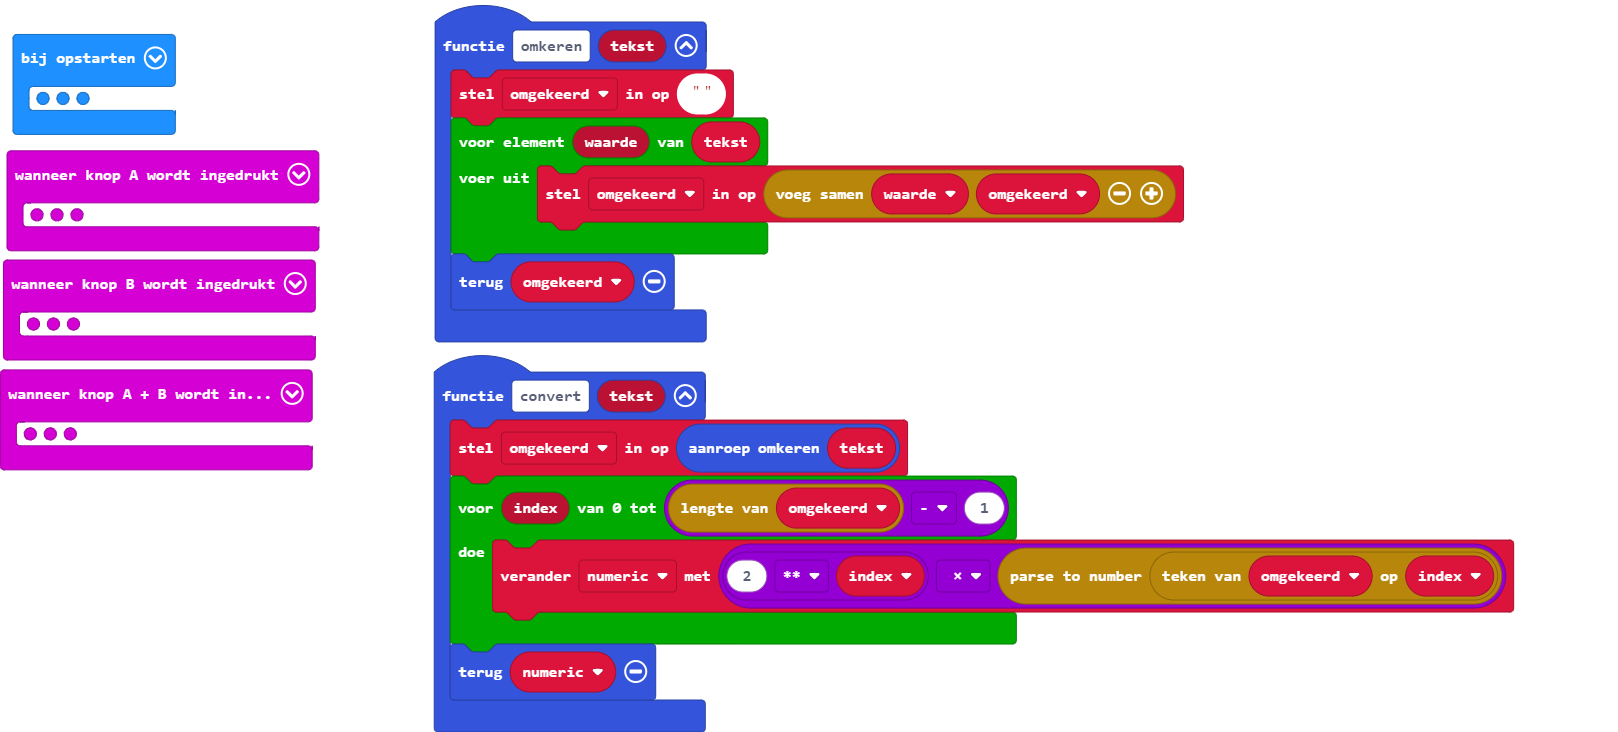 bij opstarten
wanneer knop A wordt ingedrukt
wanneer knop B wordt ingedrukt
wanneer knop A + B wordt in...
functie omkeren tekst
stel omgekeerd in op " "
voor element waarde van tekst
voer uit stel omgekeerd in op voeg samen waarde omgekeerd
terug omgekeerd
functie convert tekst
stel omgekeerd in op aanroep omkeren tekst
voor index van 0 tot lengte van omgekeerd - 1
doe verander numeric met 2 ** index × parse to number teken van omgekeerd op index
terug numeric